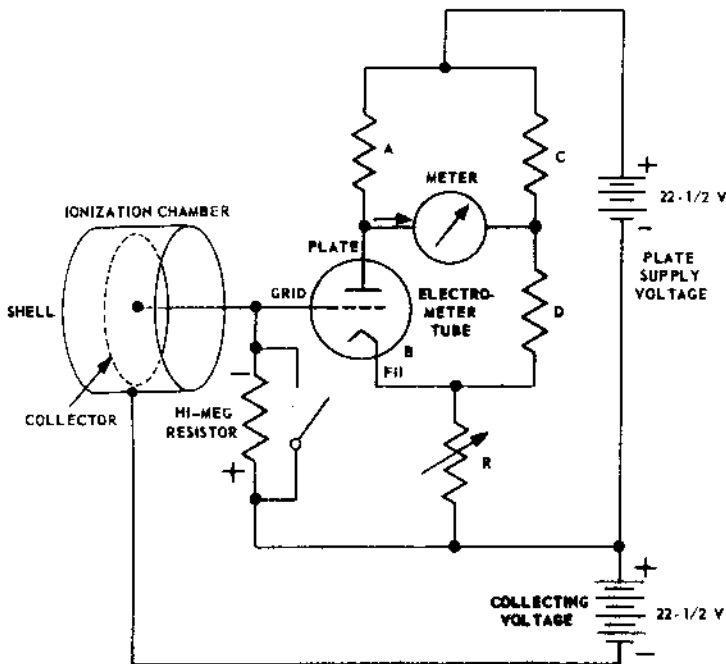 A
C
METER
+
22-1/2 V
-
PLATE
SUPPLY
VOLTAGE
IONIZATION CHAMBER
PLATE
SHELL
GRID
ELECTRO-
METER
TUBE
D
B
Fil
COLLECTOR
-
HI-MEG
RESISTOR
+
R
+
COLLECTING
VOLTAGE
22-1/2 V
-